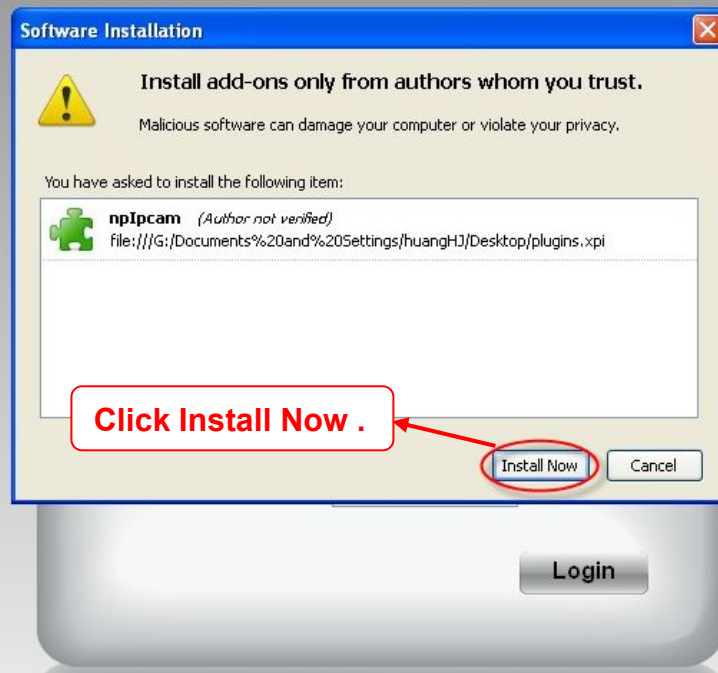 Software Installation
Install add-ons only from authors whom you trust.
Malicious software can damage your computer or violate your privacy.
You have asked to install the following item:
npIpcam (Author not verified)
file:///G:/Documents%20and%20Settings/huangHJ/Desktop/plugins.xpi
Click Install Now .
Install Now Cancel
Login